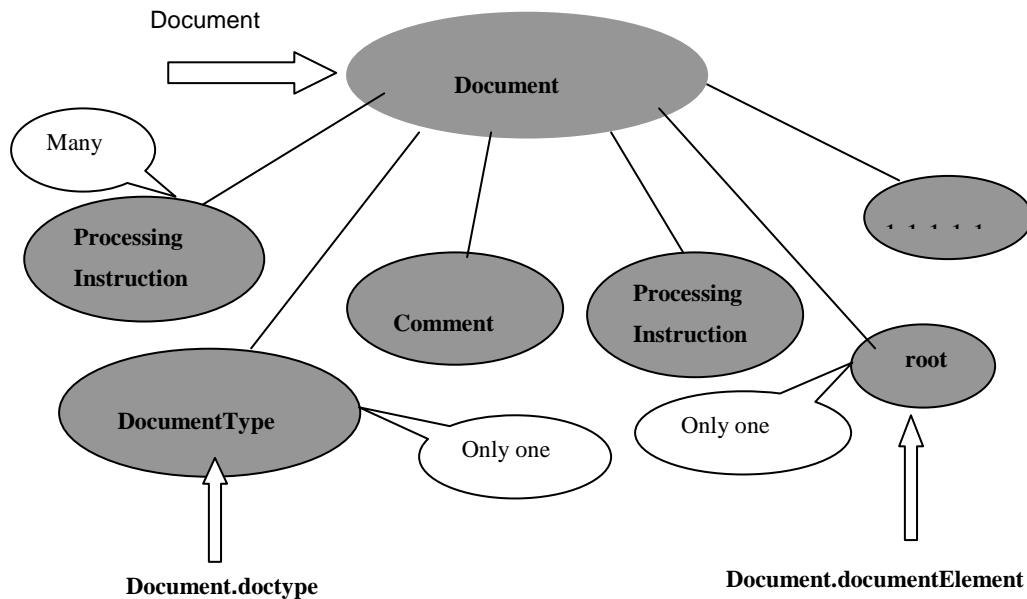 Document
Document
Many
Processing
Instruction
Comment
Processing
Instruction
root
DocumentType
Only one
Only one
Document.doctype
Document.documentElement